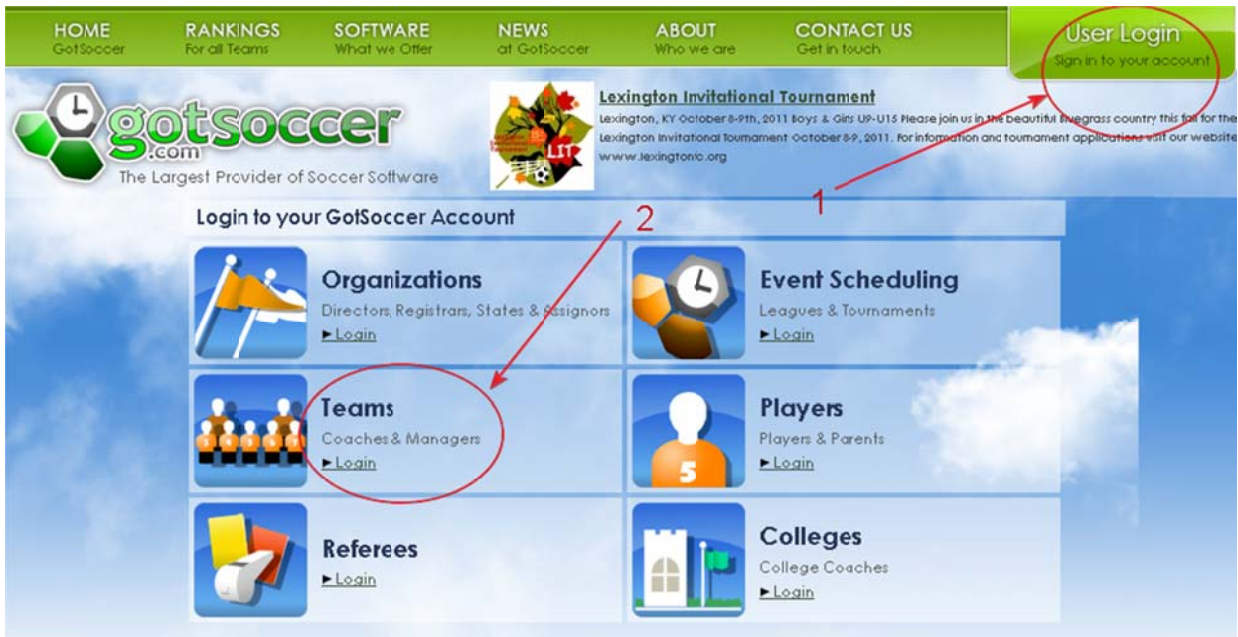 HOME
GotSoccer
RANKINGS
For all Teams
SOFTWARE
What we Offer
NEWS
at GotSoccer
ABOUT
Who we are
CONTACT US
Get in touch
User Login
Sign in to your account
gotsoccer
.com
The Largest Provider of Soccer Software
LIT
Lexington Invitational Tournament
Lexington, KY October 8-9th, 2011 Boys & Girls U9-U15 Please join us in the beautiful Bluegrass country this fall for the
Lexington Invitational Tournament October 8-9, 2011. For information and tournament applications visit our website
1
2
Login to your GotSoccer Account
Organizations
Directors, Registrars, States & Assignors
►Login
Event Scheduling
Leagues & Tournaments
►Login
Teams
Coaches & Managers
►Login
Players
Players & Parents
►Login
5
Referees
►Login
Colleges
College Coaches
►Login